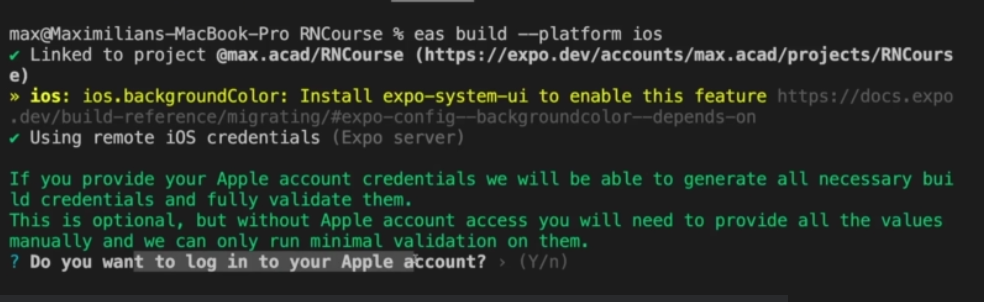 max@Maximilians-MacBook-Pro RNCourse % eas build --platform ios
✔ Linked to project @max.acad/RNCourse (https://expo.dev/accounts/max.acad/projects/RNCours
e)
» ios: ios.backgroundColor: Install expo-system-ui to enable this feature https://docs.expo
.dev/build-reference/migrating/#expo-config--backgroundcolor--depends-on
✔ Using remote iOS credentials (Expo server)
If you provide your Apple account credentials we will be able to generate all necessary bui
ld credentials and fully validate them.
This is optional, but without Apple account access you will need to provide all the values
manually and we can only run minimal validation on them.
? Do you want to log in to your Apple account? › (Y/n)